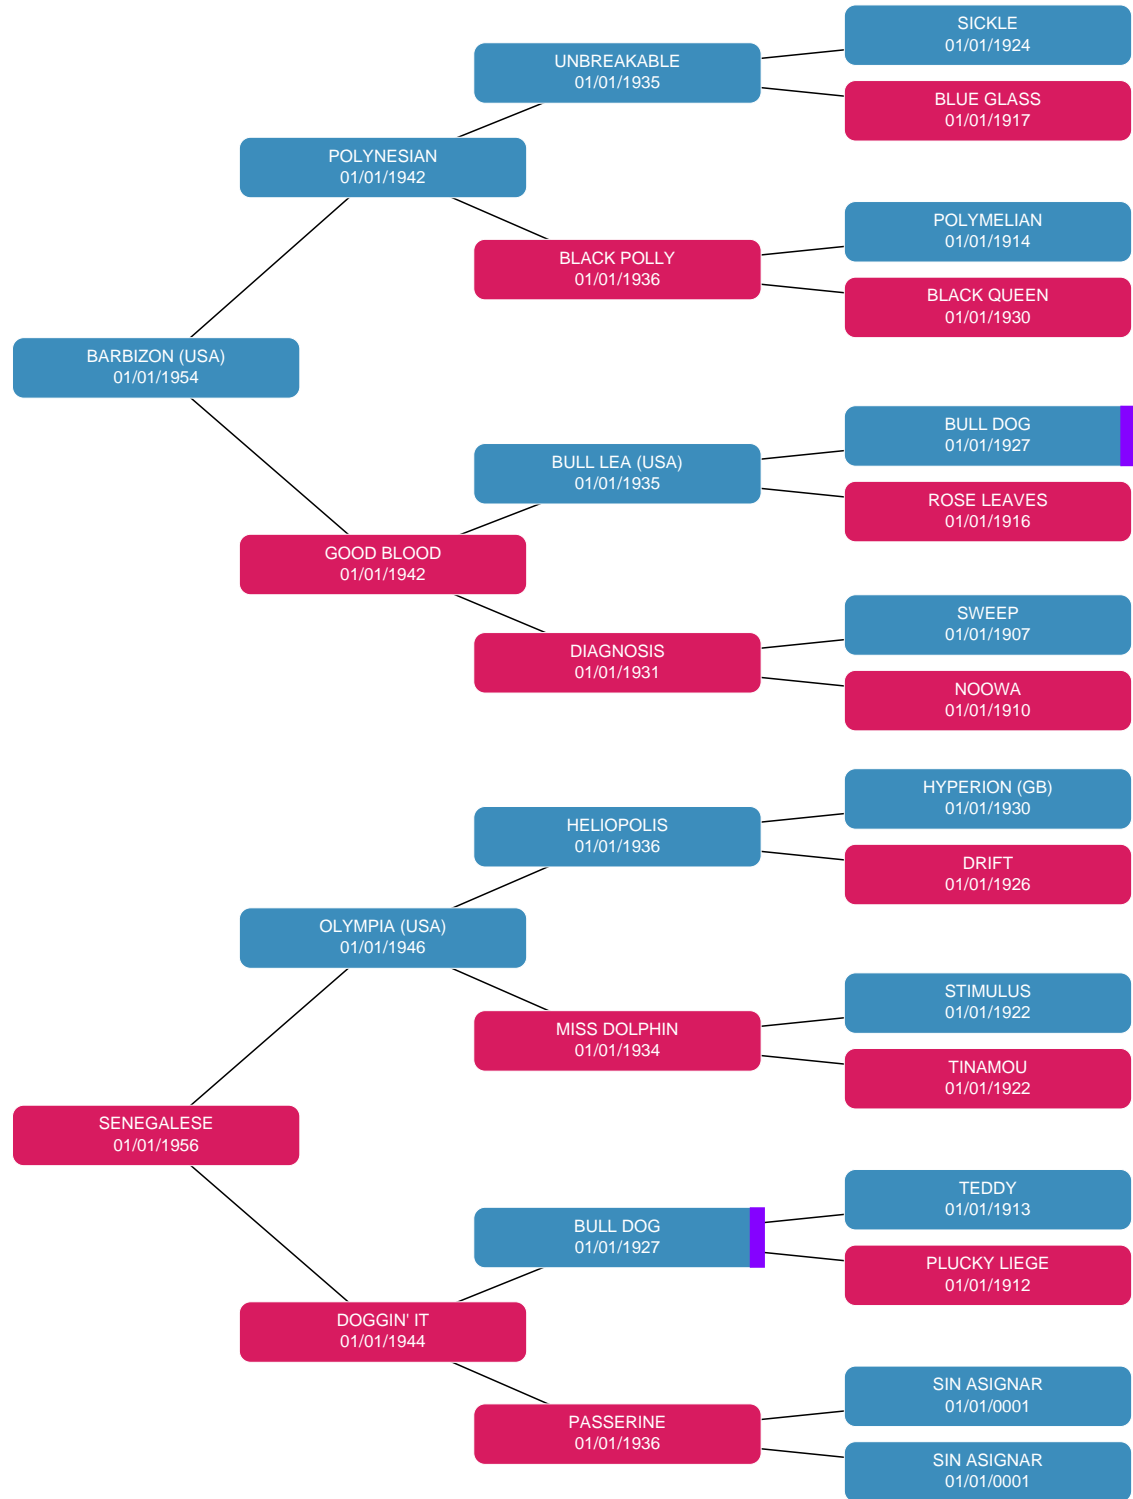 SICKLE
01/01/1924
UNBREAKABLE
01/01/1935
BLUE GLASS
01/01/1917
POLYNESIAN
01/01/1942
POLYMELIAN
01/01/1914
BLACK POLLY
01/01/1936
BLACK QUEEN
01/01/1930
BARBIZON (USA)
01/01/1954
BULL DOG
01/01/1927
BULL LEA (USA)
01/01/1935
ROSE LEAVES
01/01/1916
GOOD BLOOD
01/01/1942
SWEEP
01/01/1907
DIAGNOSIS
01/01/1931
NOOWA
01/01/1910
HYPERION (GB)
01/01/1930
HELIOPOLIS
01/01/1936
DRIFT
01/01/1926
OLYMPIA (USA)
01/01/1946
STIMULUS
01/01/1922
MISS DOLPHIN
01/01/1934
TINAMOU
01/01/1922
SENEGALESE
01/01/1956
TEDDY
01/01/1913
BULL DOG
01/01/1927
PLUCKY LIEGE
01/01/1912
DOGGIN' IT
01/01/1944
SIN ASIGNAR
01/01/0001
PASSERINE
01/01/1936
SIN ASIGNAR
01/01/0001